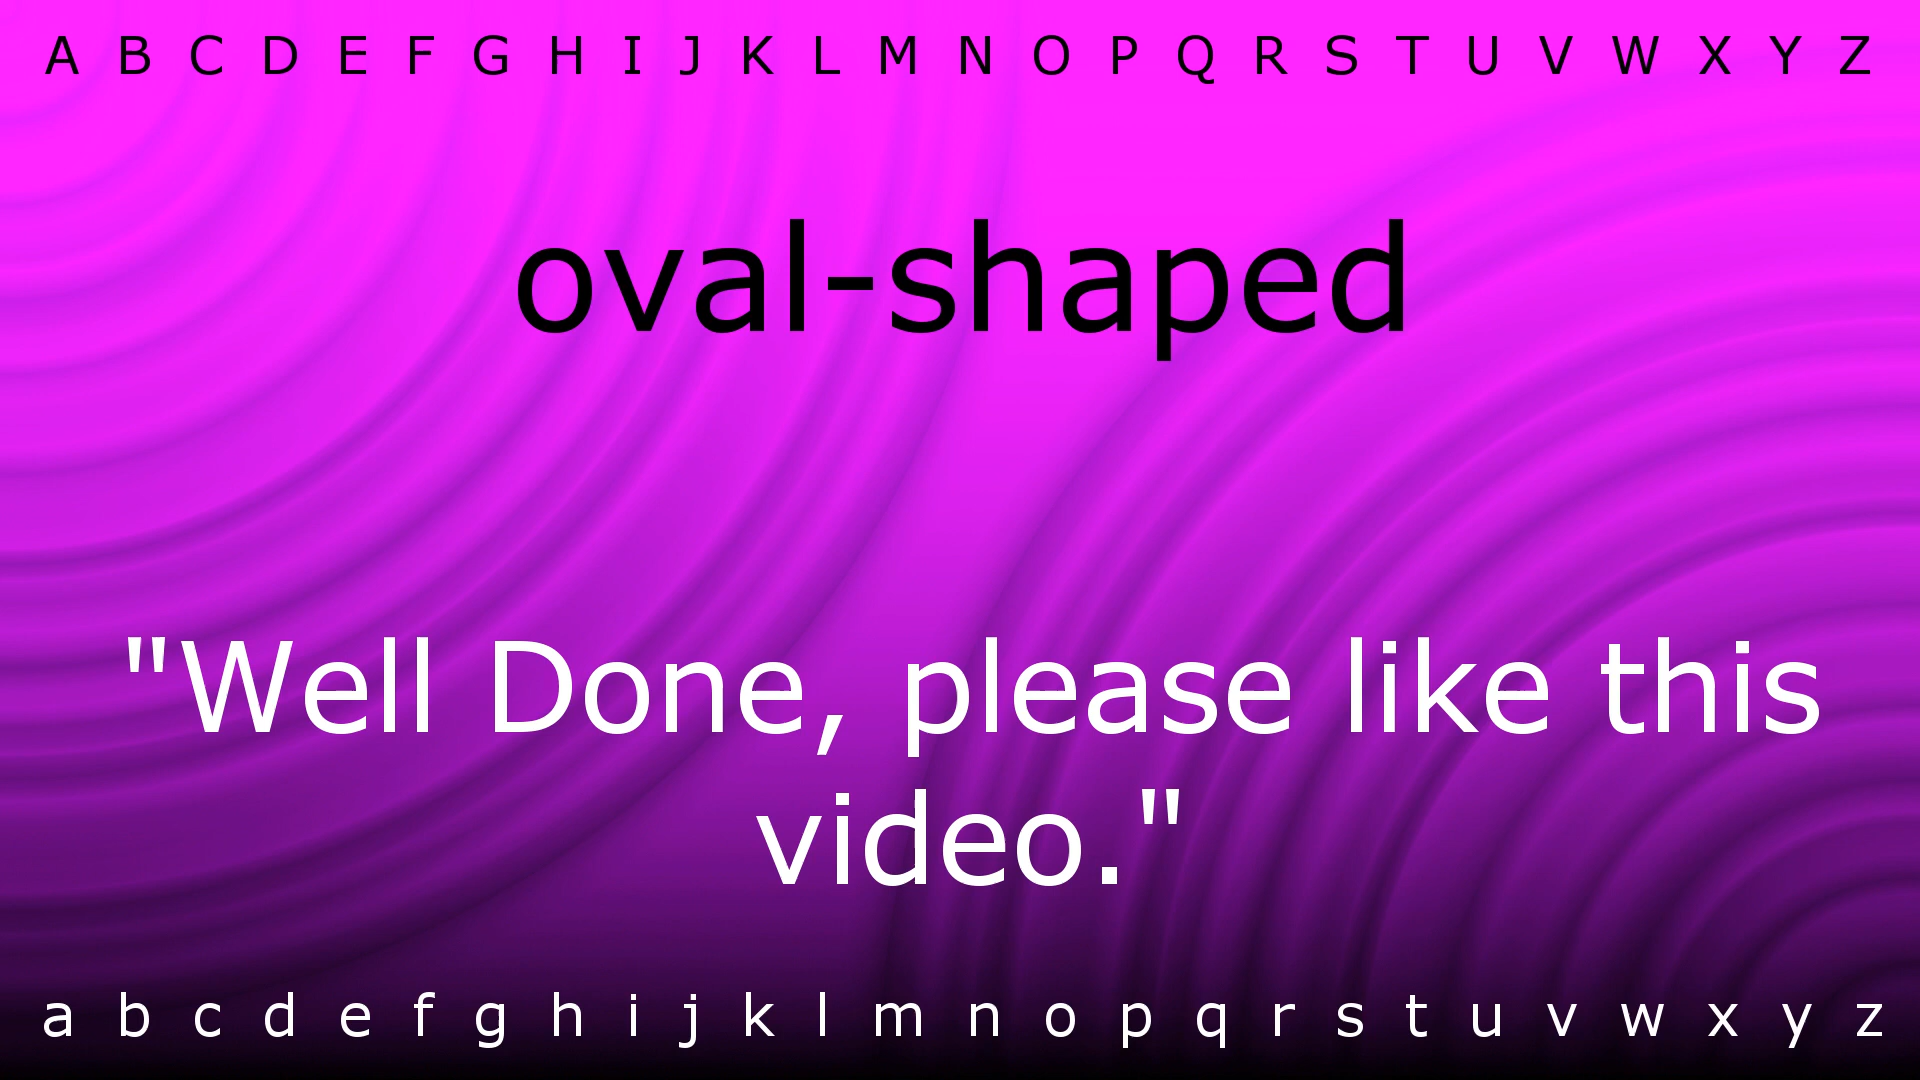 A B C D E F G H I J K L M N O P Q R S T U V W X Y Z
oval-shaped
"Well Done, please like this
video."
a b c d e f g h i j k l m n o p q r s t u v w x y z